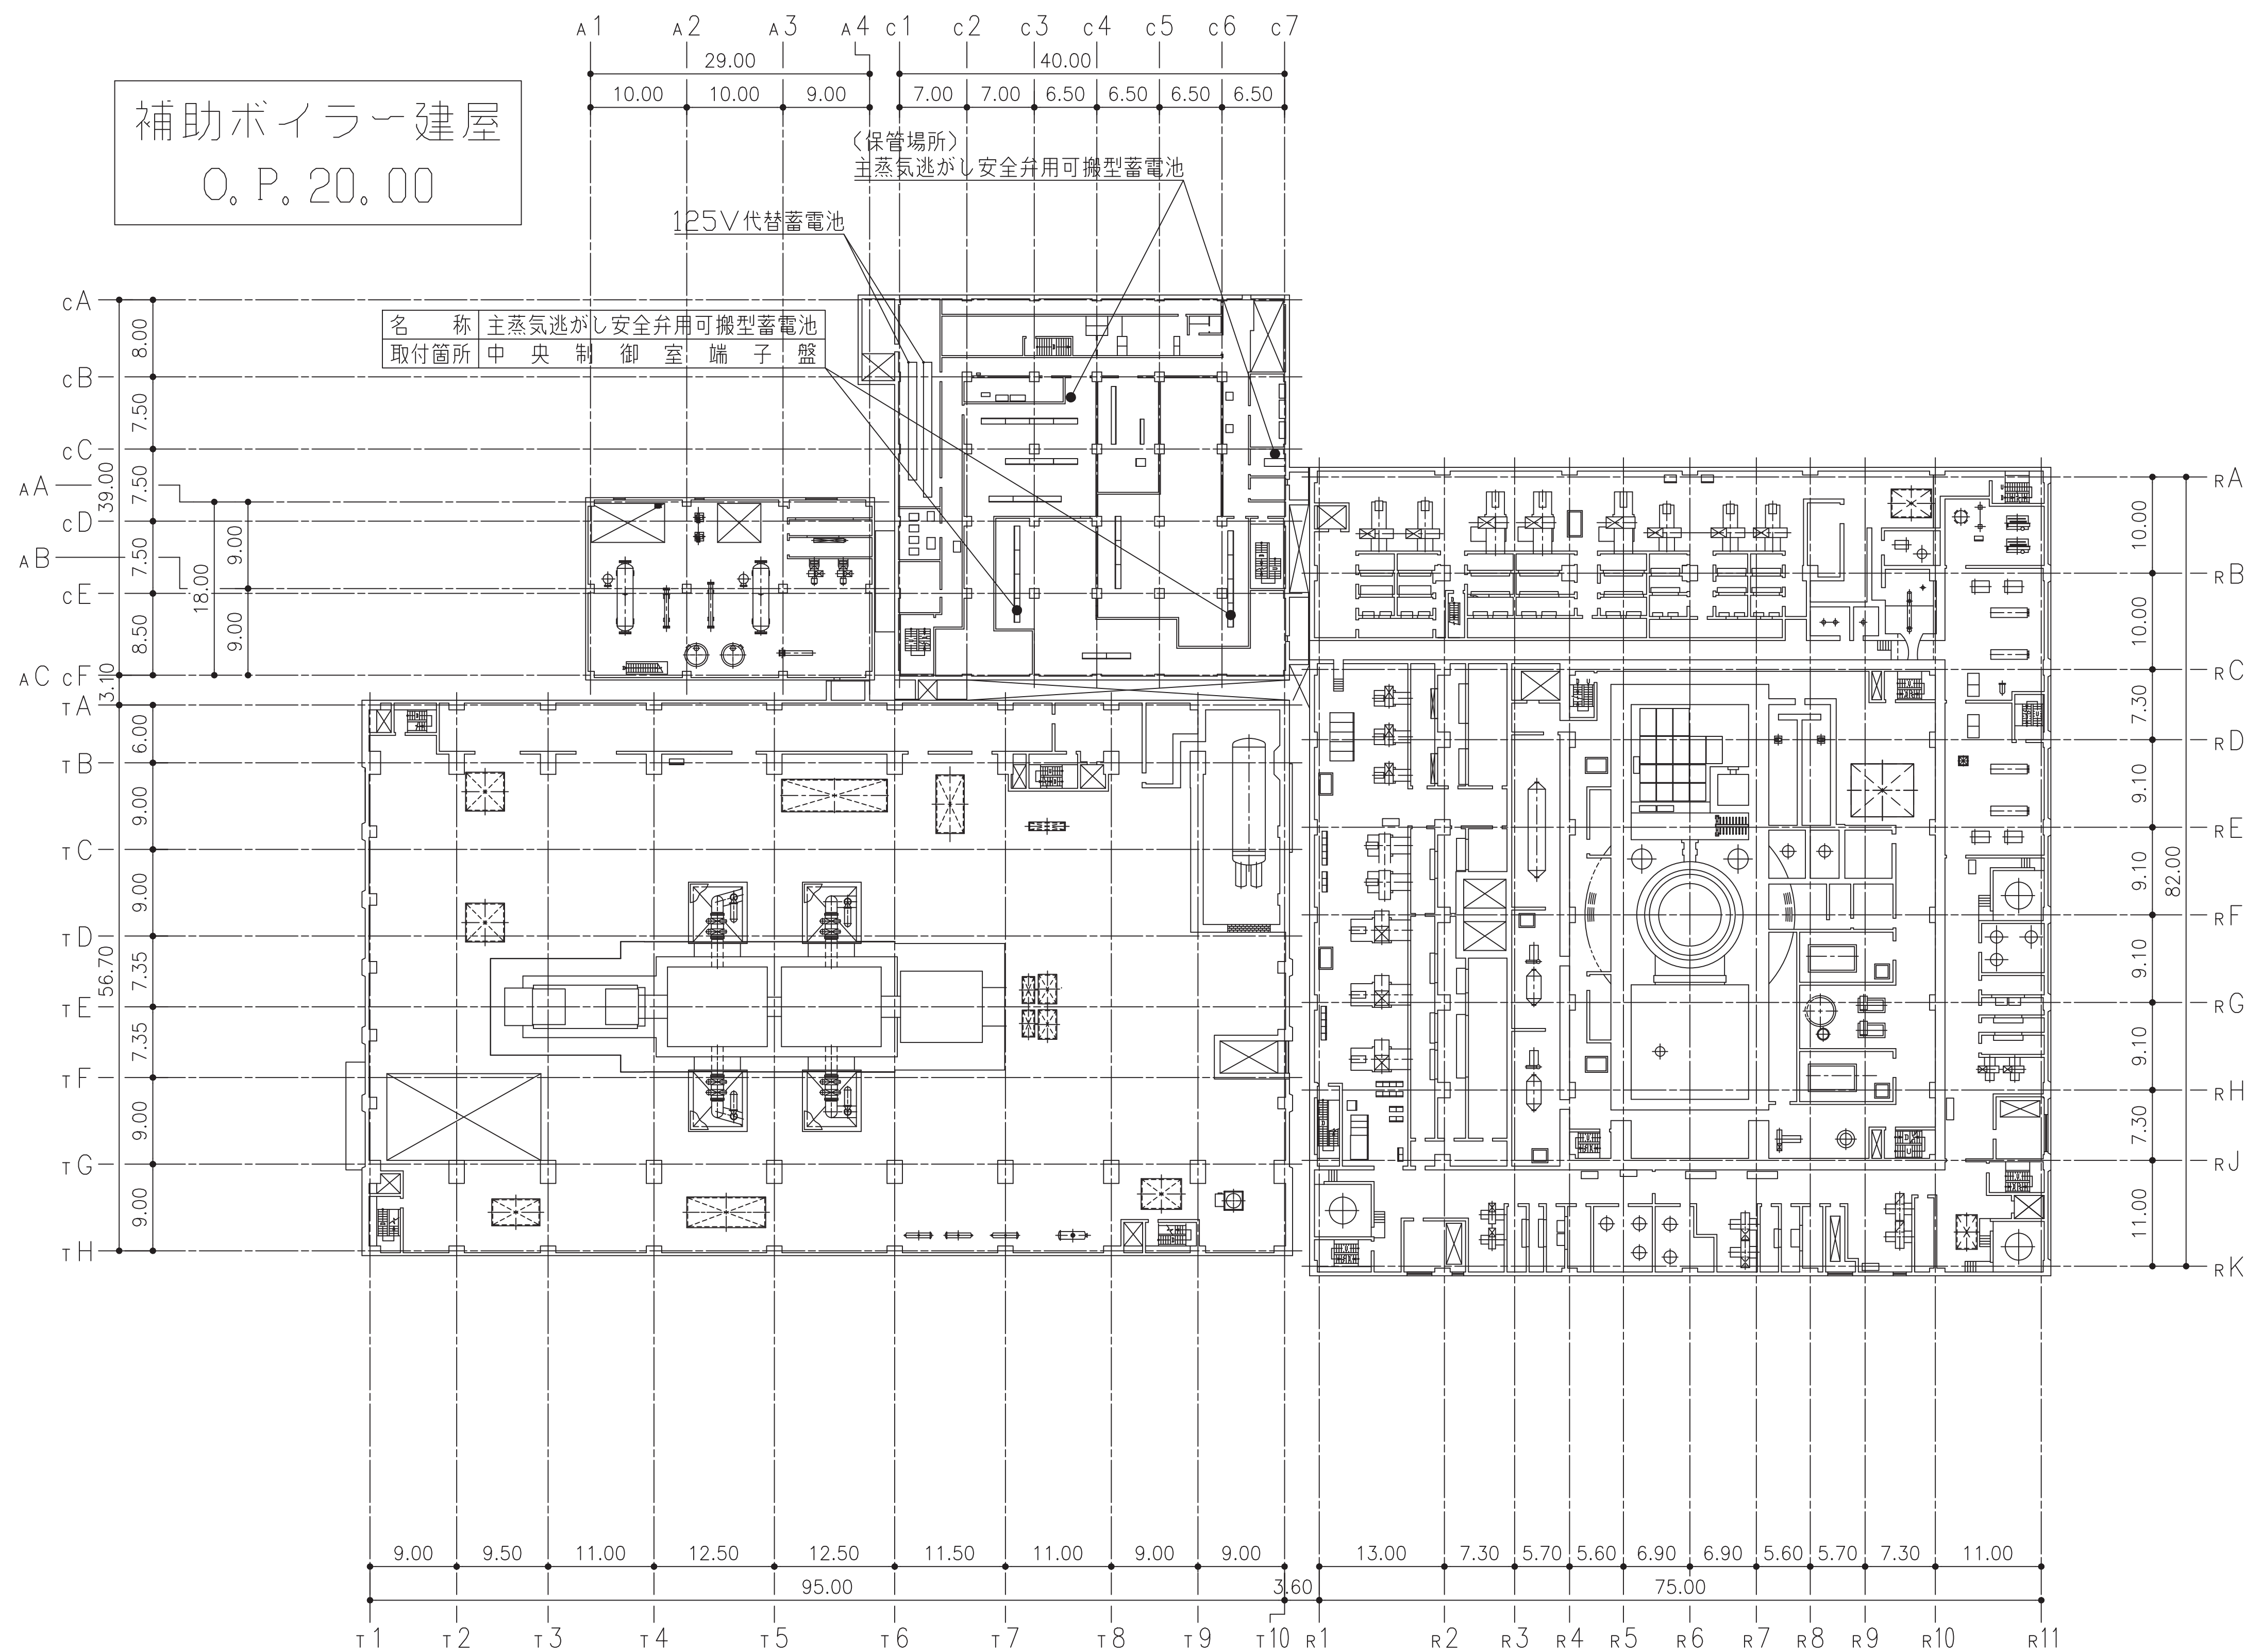 A1 A2 A3 A4 C1 C2 C3 C4 C5 C6 C7
29.00 40.00
10.00 10.00 9.00 7.00 7.00 6.50 6.50 6.50 6.50
補助ボイラー建屋
O.P.20.00
(保管場所)
主蒸気逃がし安全弁用可搬型蓄電池
125V代替蓄電池
名 称 主蒸気逃がし安全弁用可搬型蓄電池
取付箇所 中央制御室端子盤
CA
8.00
CB
7.50
CC
39.00
7.50
AA
CD
9.00
7.50
AB
18.00
CE
8.50
9.00
AC CF
3.10
TA
6.00
TB
9.00
TC
9.00
TD
56.70
7.35
TE
7.35
TF
9.00
TG
9.00
TH
RA
10.00
RB
10.00
RC
7.30
RD
9.10
RE
9.10
82.00
RF
9.10
RG
9.10
RH
7.30
RJ
11.00
RK
9.00 9.50 11.00 12.50 12.50 11.50 11.00 9.00 9.00 13.00 7.30 5.70 5.60 6.90 6.90 5.60 5.70 7.30 11.00
95.00 3.60 75.00
T1 T2 T3 T4 T5 T6 T7 T8 T9 T10 R1 R2 R3 R4 R5 R6 R7 R8 R9 R10 R11